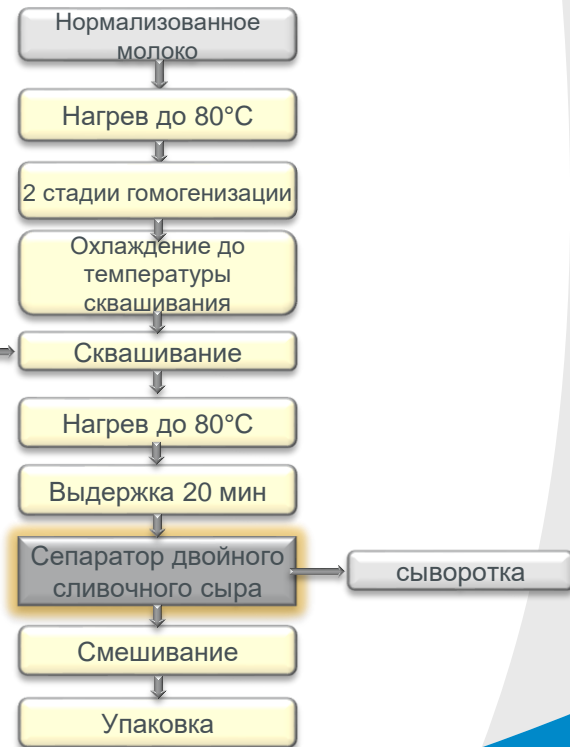 Нормализованное
молоко
Нагрев до 80°C
2 стадии гомогенизации
Охлаждение до
температуры
сквашивания
Сквашивание
Нагрев до 80°C
Выдержка 20 мин
Сепаратор двойного
сливочного сыра
сыворотка
Смешивание
Упаковка